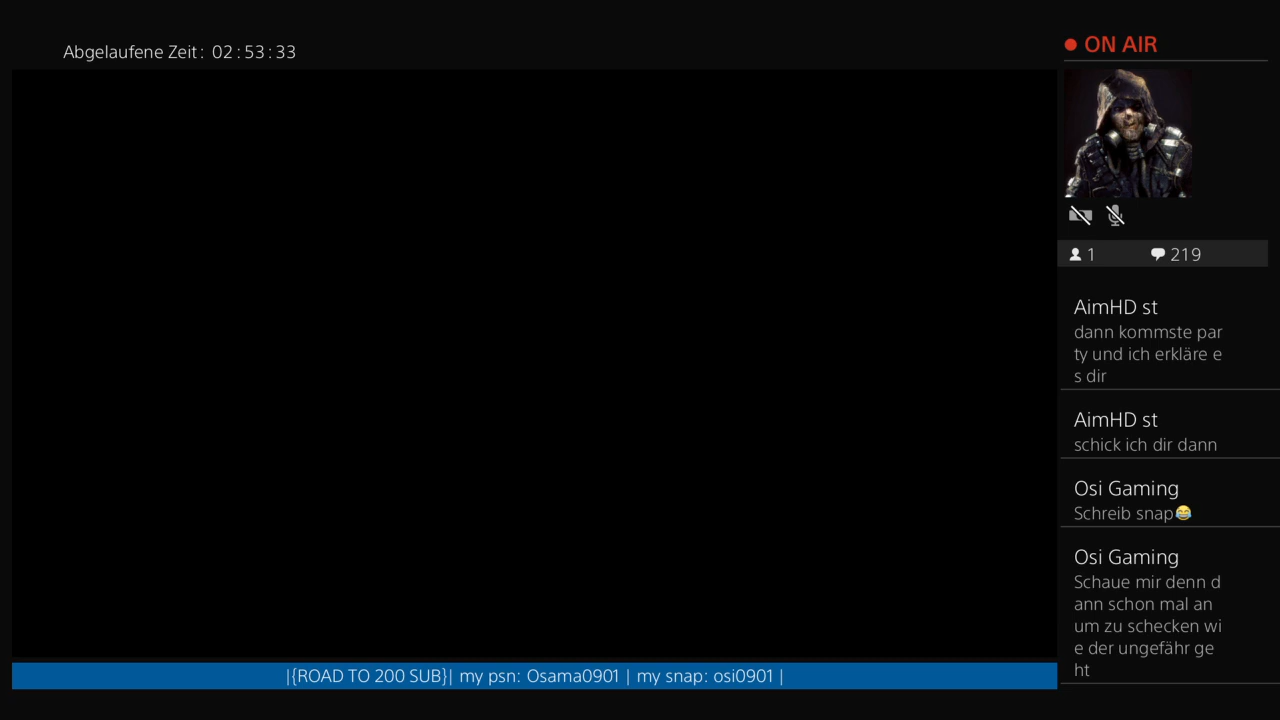 Abgelaufene Zeit: 02:53:33
ON AIR
1 219
AimHD st
dann kommste par
ty und ich erkläre e
s dir
AimHD st
schick ich dir dann
Osi Gaming
Schreib snap😂
Osi Gaming
Schaue mir denn d
ann schon mal an
um zu schecken wi
e der ungefähr ge
ht
|{ROAD TO 200 SUB}| my psn: Osama0901 | my snap: osi0901 |